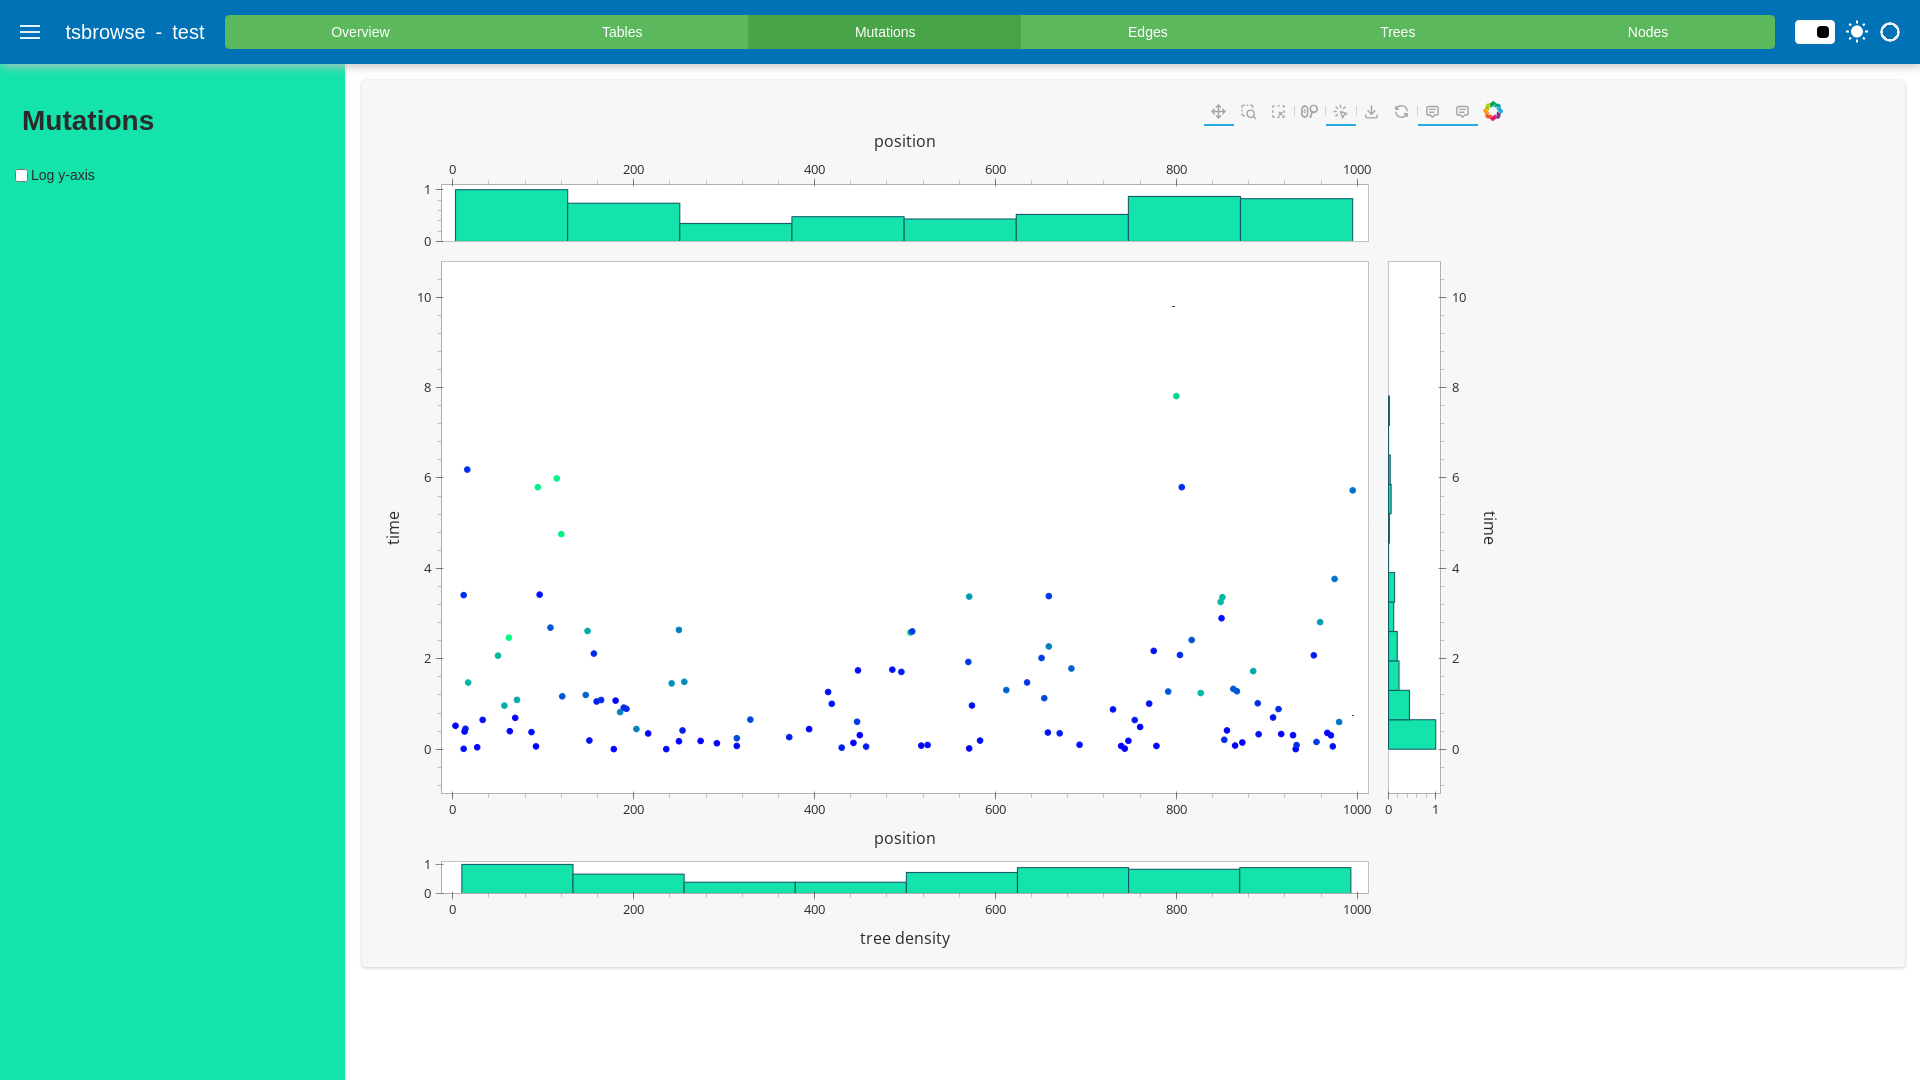 tsbrowse - test
Overview Tables Mutations Edges Trees Nodes
Mutations
Log y-axis
position
0 200 400 600 800 1000
1
0
10
8
6
4
2
0
time
0 200 400 600 800 1000
position
10
8
6
4
2
0
time
0 1
1
0
0 200 400 600 800 1000
tree density